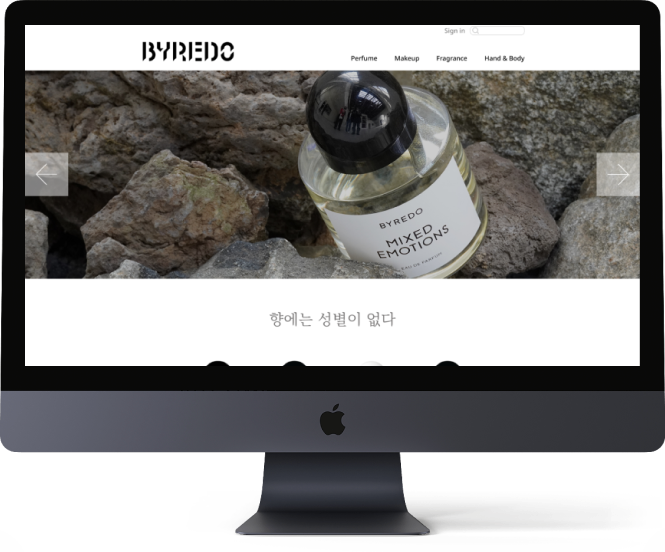 Sign in
BYREDO
Perfume Makeup Fragrance Hand & Body
BYREDO
MIXED
EMOTIONS
EAU DE PARFUM
향에는 성별이 없다